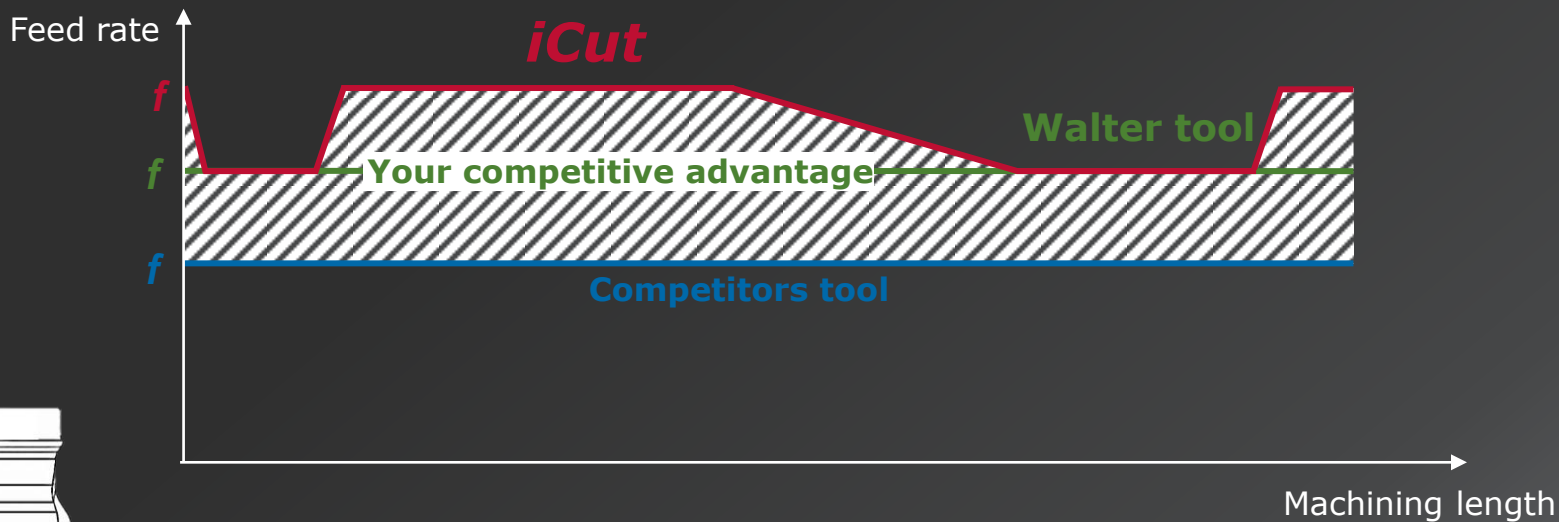 Feed rate
iCut
f
Walter tool
f
Your competitive advantage
f
Competitors tool
Machining length